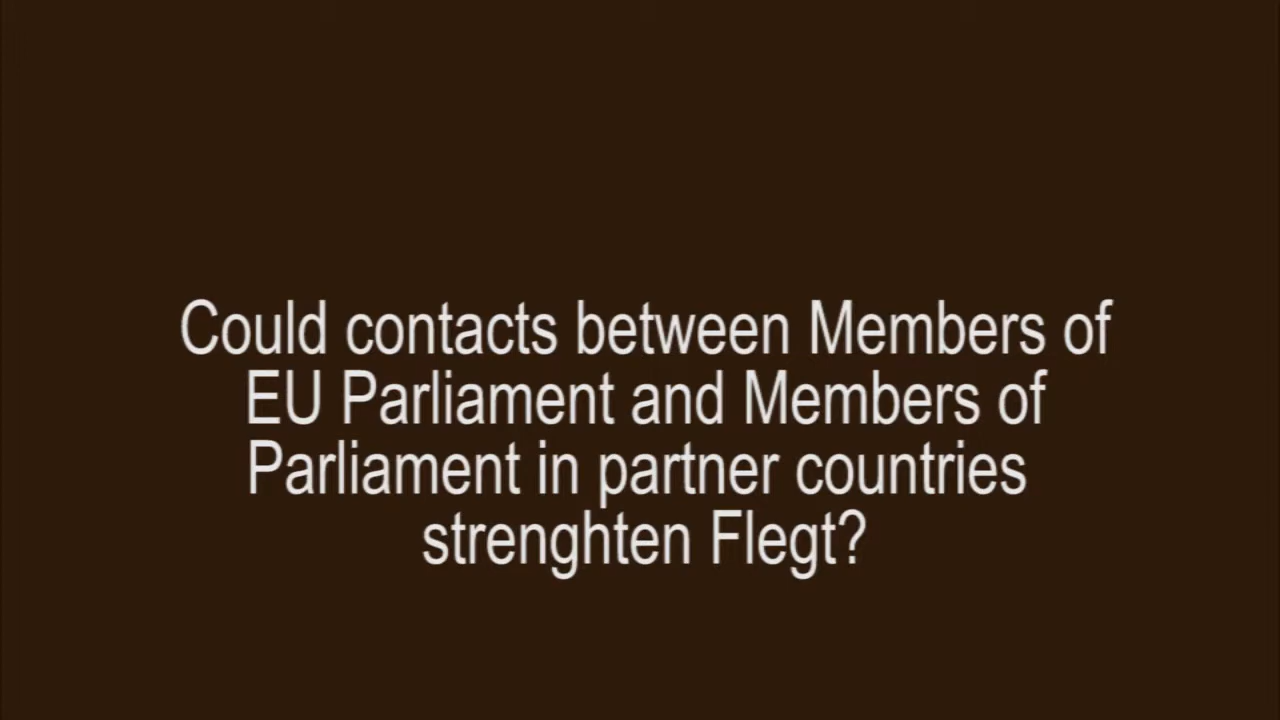 Could contacts between Members of
EU Parliament and Members of
Parliament in partner countries
strenghten Flegt?